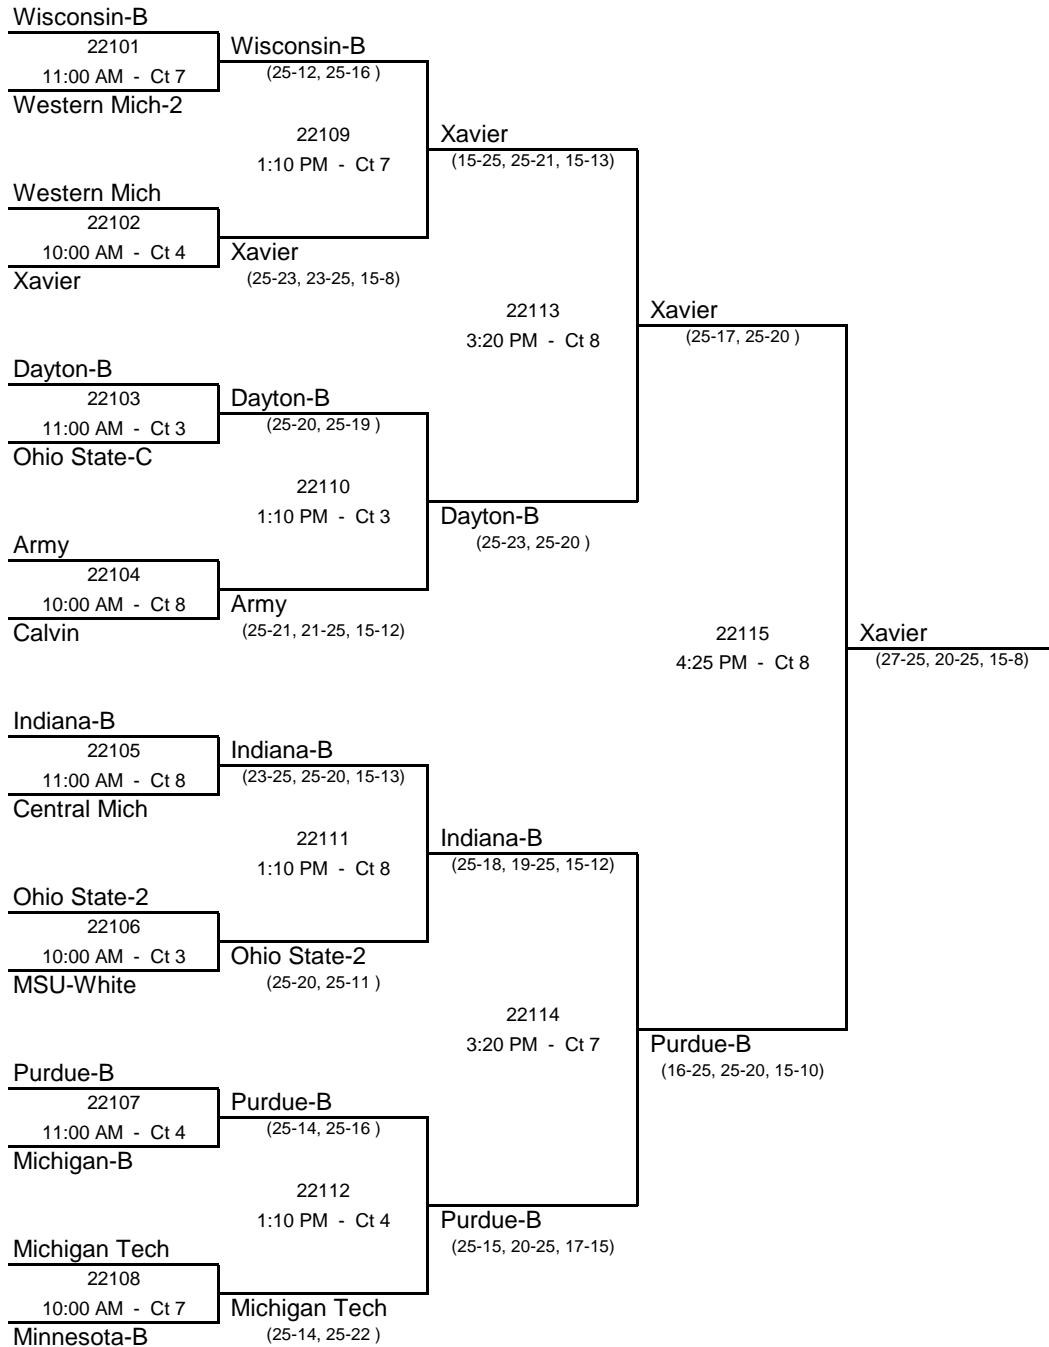 Wisconsin-B
22101
11:00 AM - Ct 7
Western Mich-2
Wisconsin-B
(25-12, 25-16 )
22109
1:10 PM - Ct 7
Western Mich
22102
10:00 AM - Ct 4
Xavier
Xavier
(25-23, 23-25, 15-8)
Xavier
(15-25, 25-21, 15-13)
22113
3:20 PM - Ct 8
Dayton-B
22103
11:00 AM - Ct 3
Ohio State-C
Dayton-B
(25-20, 25-19 )
22110
1:10 PM - Ct 3
Army
22104
10:00 AM - Ct 8
Calvin
Army
(25-21, 21-25, 15-12)
Dayton-B
(25-23, 25-20 )
Xavier
(25-17, 25-20 )
22115
4:25 PM - Ct 8
Xavier
(27-25, 20-25, 15-8)
Indiana-B
22105
11:00 AM - Ct 8
Central Mich
Indiana-B
(23-25, 25-20, 15-13)
22111
1:10 PM - Ct 8
Ohio State-2
22106
10:00 AM - Ct 3
MSU-White
Ohio State-2
(25-20, 25-11 )
Indiana-B
(25-18, 19-25, 15-12)
22114
3:20 PM - Ct 7
Purdue-B
(16-25, 25-20, 15-10)
Purdue-B
22107
11:00 AM - Ct 4
Michigan-B
Purdue-B
(25-14, 25-16 )
22112
1:10 PM - Ct 4
Michigan Tech
22108
10:00 AM - Ct 7
Minnesota-B
Michigan Tech
(25-14, 25-22 )
Purdue-B
(25-15, 20-25, 17-15)